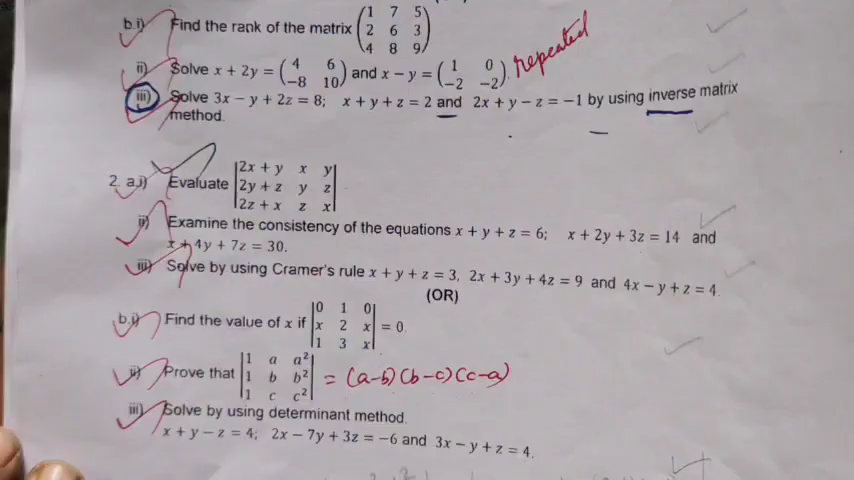 b.i) Find the rank of the matrix (1 7 5
2 6 3
4 8 9)
ii) Solve x + 2y = (4 6
−8 10) and x − y = (1 0
−2 −2). repeated
iii) Solve 3x − y + 2z = 8; x + y + z = 2 and 2x + y − z = −1 by using inverse matrix
method.
2. a.i) Evaluate |2x + y x y|
|2y + z y z|
|2z + x z x|
ii) Examine the consistency of the equations x + y + z = 6; x + 2y + 3z = 14 and
x + 4y + 7z = 30.
iii) Solve by using Cramer's rule x + y + z = 3, 2x + 3y + 4z = 9 and 4x − y + z = 4.
(OR)
b.i) Find the value of x if |0 1 0|
|x 2 x| = 0.
|1 3 x|
ii) Prove that |1 a a²|
|1 b b²| = (a−b)(b−c)(c−a)
|1 c c²|
iii) Solve by using determinant method.
x + y − z = 4; 2x − 7y + 3z = −6 and 3x − y + z = 4.